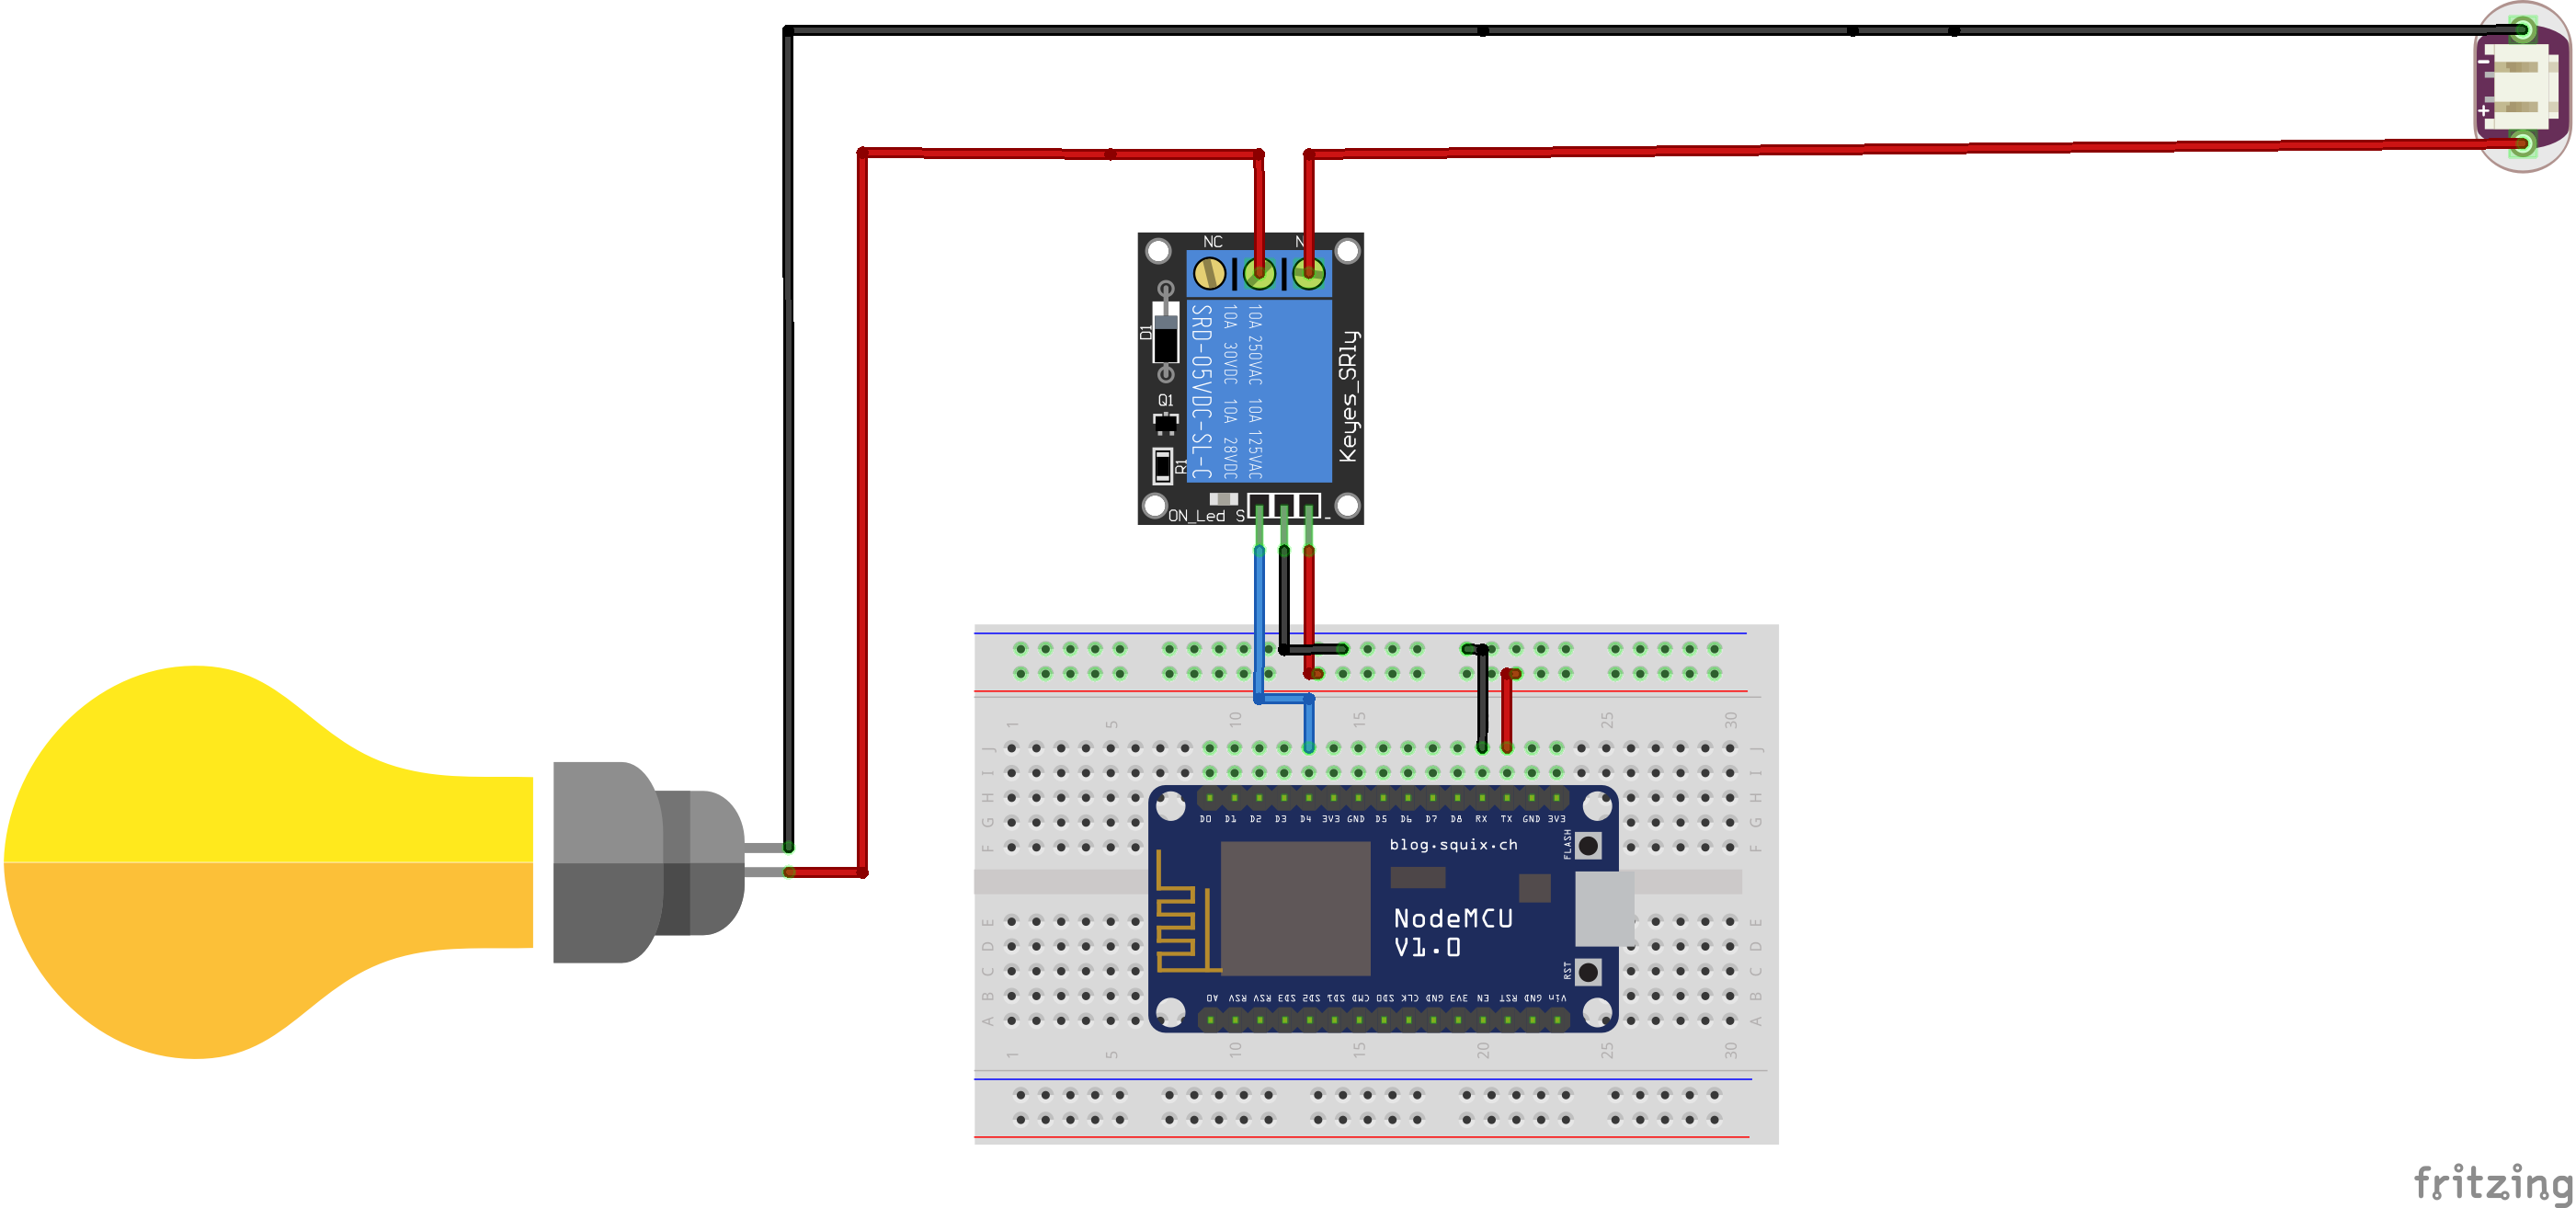 -
+
NC
N
D1
Q1
R1
SRD-05VDC-SL-C
10A 30VDC 10A 28VDC
10A 250VAC 10A 125VAC
Keyes_SRly
ON_Led S
-
1 5 10 15 25 30
J J
I I
H H
G G
F F
E E
D D
C C
B B
A A
D0 D1 D2 D3 D4 3V3 GND D5 D6 D7 D8 RX TX GND 3V3
blog.squix.ch
FLASH
NodeMCU
V1.0
RST
A0 RSV RSV SD3 SD2 SD1 CMD SD0 CLK GND 3V3 EN RST GND Vin
1 5 10 15 20 25 30
fritzing